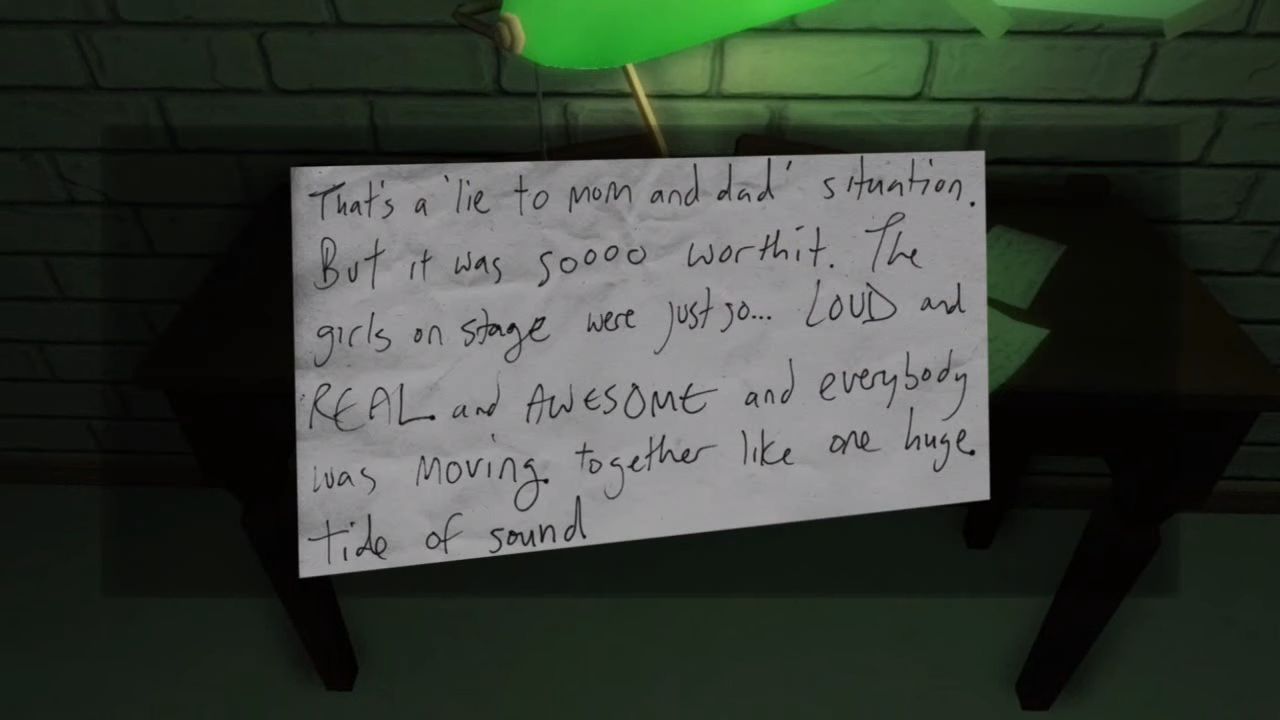 That's a 'lie to mom and dad' situation.
But it was soooo worthit. The
girls on stage were just so... LOUD and
REAL and AWESOME and everybody
was moving together like one huge
tide of sound